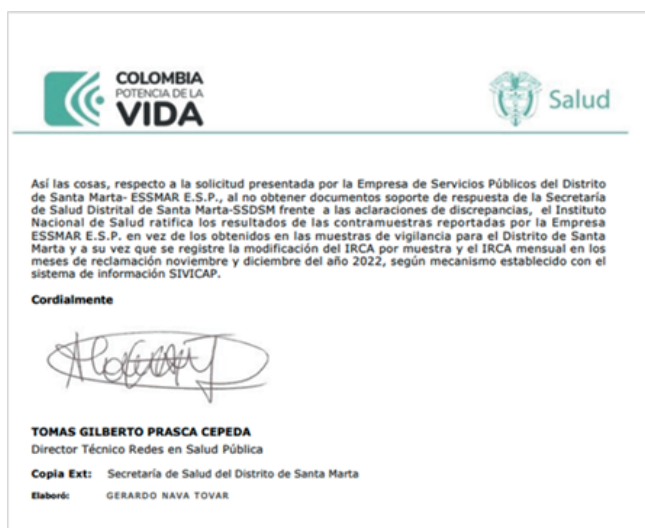 COLOMBIA
POTENCIA DE LA
VIDA
Salud
Así las cosas, respecto a la solicitud presentada por la Empresa de Servicios Públicos del Distrito
de Santa Marta- ESSMAR E.S.P., al no obtener documentos soporte de respuesta de la Secretaría
de Salud Distrital de Santa Marta-SSDSM frente a las aclaraciones de discrepancias, el Instituto
Nacional de Salud ratifica los resultados de las contramuestras reportadas por la Empresa
ESSMAR E.S.P. en vez de los obtenidos en las muestras de vigilancia para el Distrito de Santa
Marta y a su vez que se registre la modificación del IRCA por muestra y el IRCA mensual en los
meses de reclamación noviembre y diciembre del año 2022, según mecanismo establecido con el
sistema de información SIVICAP.
Cordialmente
TOMAS GILBERTO PRASCA CEPEDA
Director Técnico Redes en Salud Pública
Copia Ext: Secretaría de Salud del Distrito de Santa Marta
Elaboró: GERARDO NAVA TOVAR